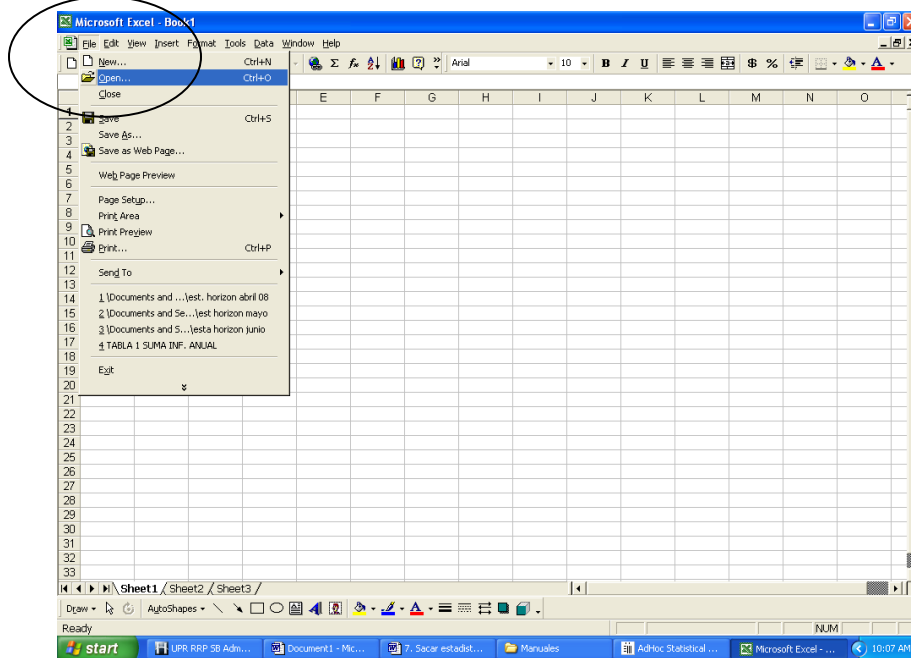 Microsoft Excel - Book1
File Edit View Insert Format Tools Data Window Help
Arial 10 B I U $ %
New... Ctrl+N
Open... Ctrl+O
Close
Save Ctrl+S
Save As...
Save as Web Page...
Web Page Preview
Page Setup...
Print Area
Print Preview
Print... Ctrl+P
Send To
1 \Documents and ...\est. horizon abril 08
2 \Documents and Se...\est horizon mayo
3 \Documents and S...\esta horizon junio
4 TABLA 1 SUMA INF. ANUAL
Exit
E F G H I J K L M N O
1
2
3
4
5
6
7
8
9
10
11
12
13
14
15
16
17
18
19
20
21
22
23
24
25
26
27
28
29
30
31
32
33
Sheet1 Sheet2 Sheet3
Draw AutoShapes
Ready NUM
start UPR RRP SB Adm... Document1 - Mic... 7. Sacar estadist... Manuales AdHoc Statistical ... Microsoft Excel - ... 10:07 AM